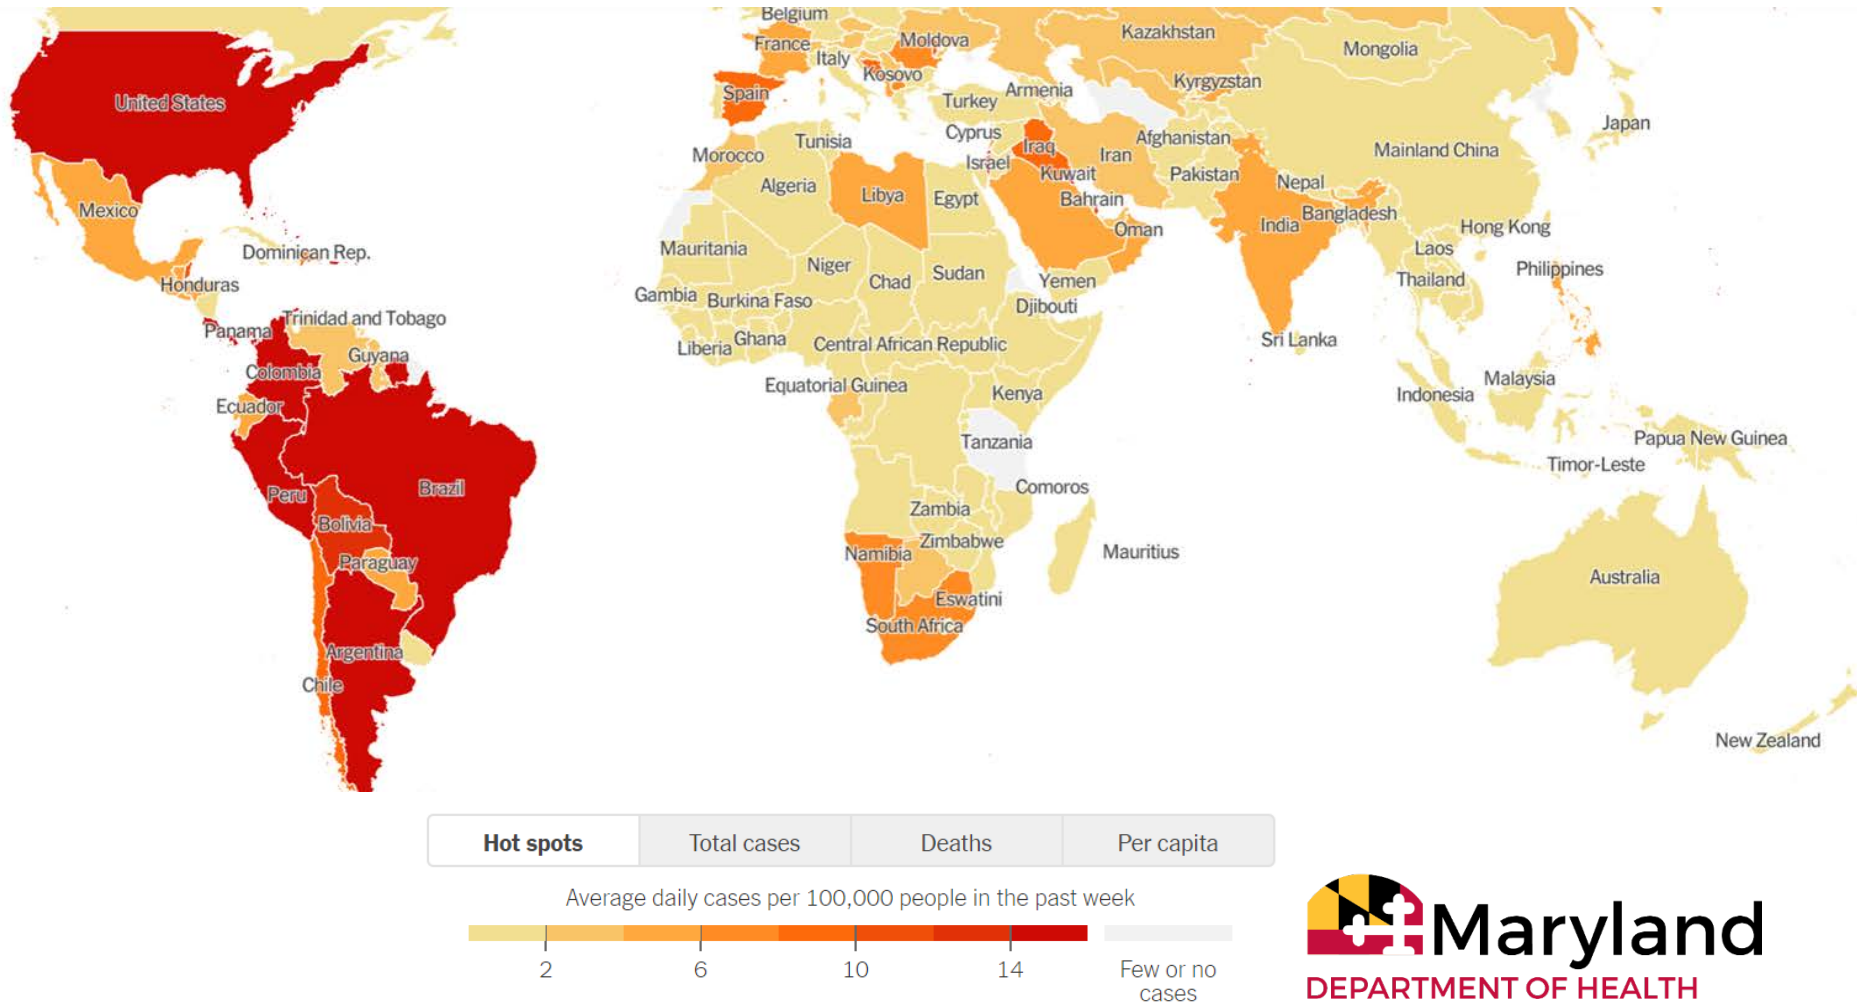 Belgium
Kazakhstan
France
Moldova
Mongolia
Italy
Kosovo
Kyrgyzstan
United States
Spain
Turkey
Armenia
Japan
Tunisia
Cyprus
Afghanistan
Morocco
Israel
Iraq
Iran
Mainland China
Algeria
Kuwait
Pakistan
Nepal
Libya
Egypt
Bahrain
Mexico
Bangladesh
India
Oman
Hong Kong
Dominican Rep.
Mauritania
Laos
Niger
Sudan
Philippines
Honduras
Chad
Yemen
Thailand
Gambia
Burkina Faso
Djibouti
Trinidad and Tobago
Panama
Ghana
Central African Republic
Sri Lanka
Liberia
Guyana
Colombia
Equatorial Guinea
Kenya
Malaysia
Indonesia
Ecuador
Tanzania
Papua New Guinea
Timor-Leste
Peru
Brazil
Comoros
Zambia
Bolivia
Zimbabwe
Namibia
Mauritius
Paraguay
Australia
Eswatini
South Africa
Argentina
Chile
New Zealand
Hot spots
Total cases
Deaths
Per capita
Average daily cases per 100,000 people in the past week
2
6
10
14
Few or no
cases
Maryland
DEPARTMENT OF HEALTH